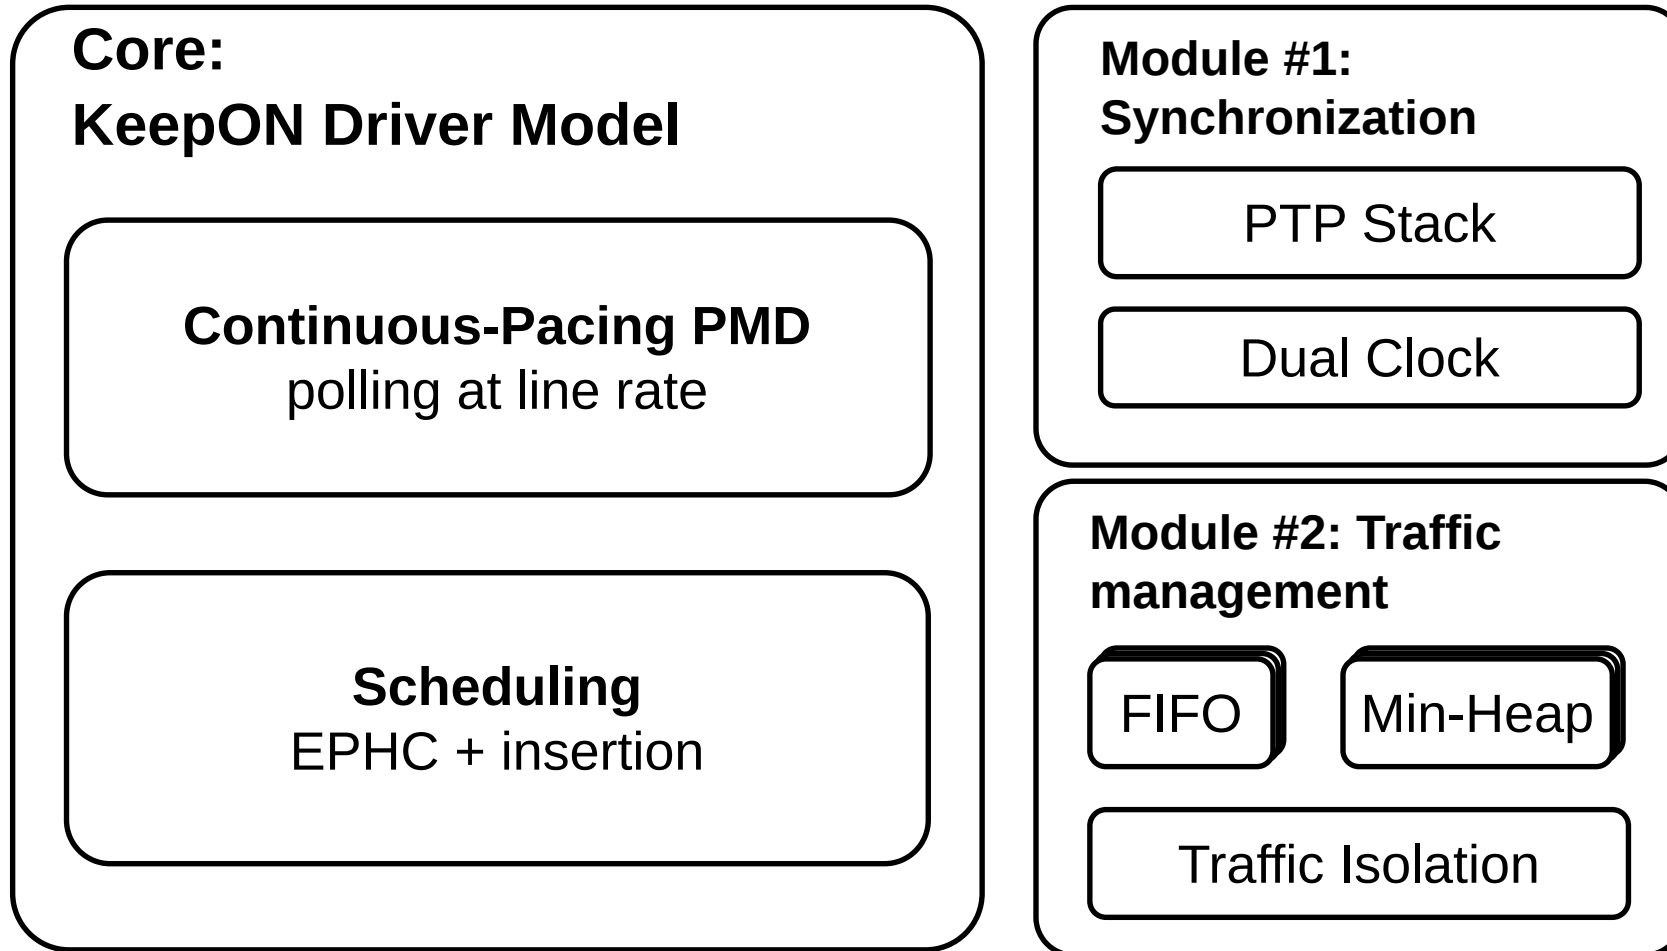 Core:
KeepON Driver Model
Continuous-Pacing PMD
polling at line rate
Scheduling
EPHC + insertion
Module #1:
Synchronization
PTP Stack
Dual Clock
Module #2: Traffic
management
FIFO
Min-Heap
Traffic Isolation